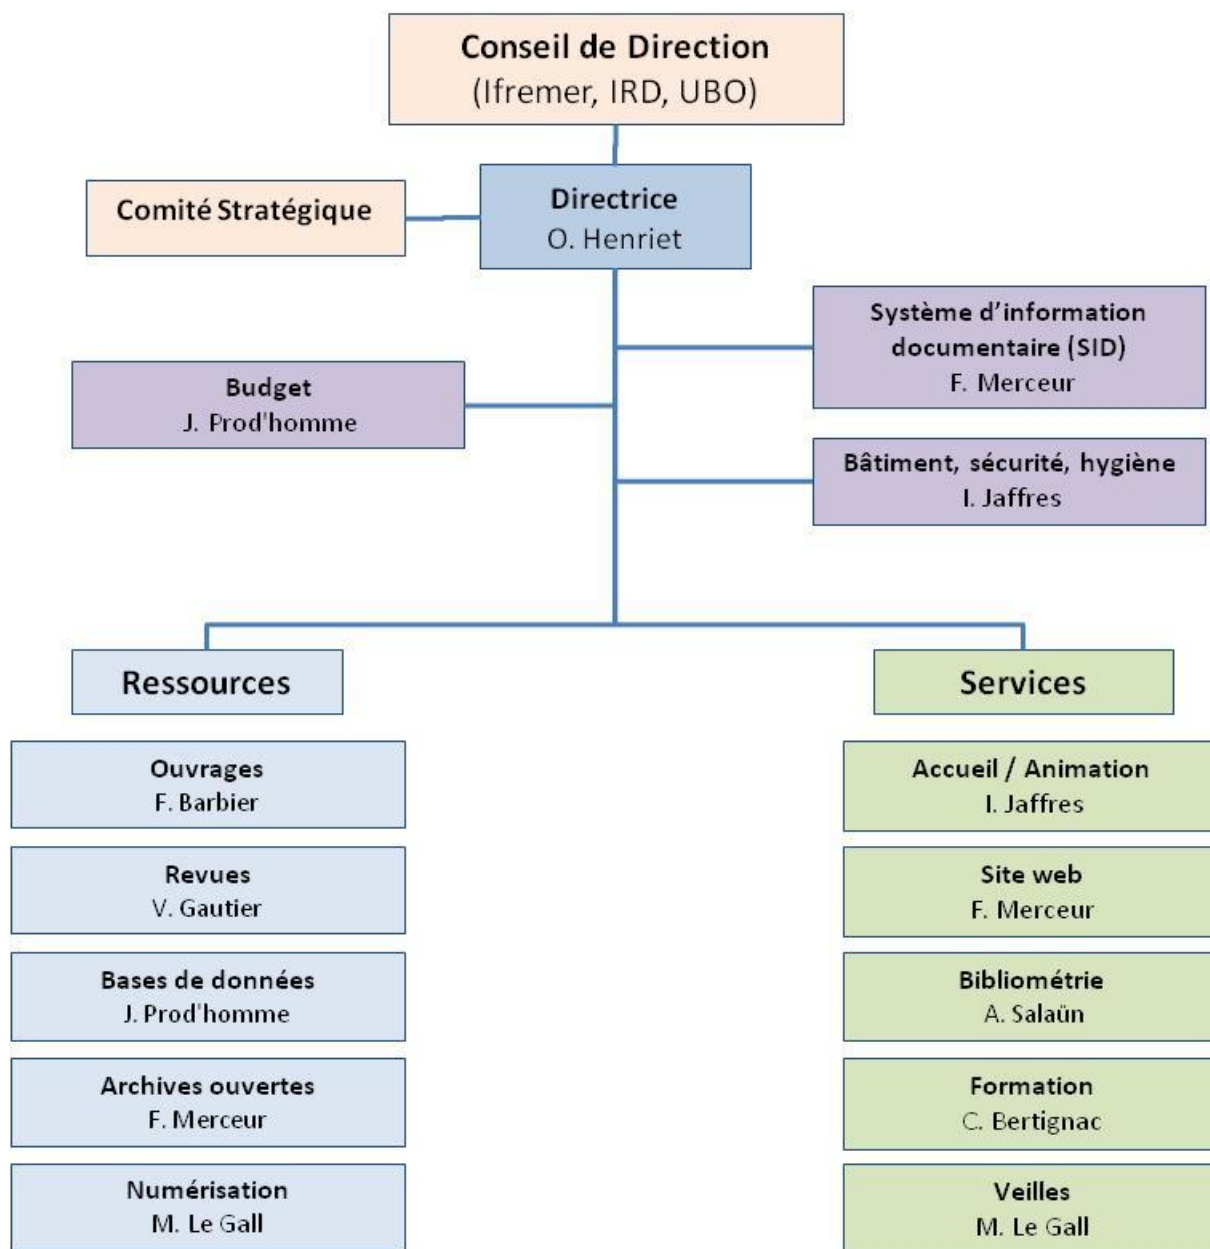 Conseil de Direction
(Ifremer, IRD, UBO)
Comité Stratégique
Directrice
O. Henriet
Système d’information
documentaire (SID)
F. Merceur
Budget
J. Prod'homme
Bâtiment, sécurité, hygiène
I. Jaffres
Ressources
Ouvrages
F. Barbier
Revues
V. Gautier
Bases de données
J. Prod'homme
Archives ouvertes
F. Merceur
Numérisation
M. Le Gall
Services
Accueil / Animation
I. Jaffres
Site web
F. Merceur
Bibliométrie
A. Salaün
Formation
C. Bertignac
Veilles
M. Le Gall